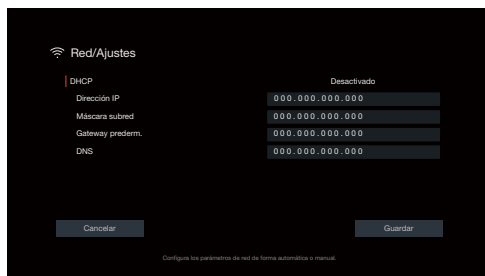 Red/Ajustes
DHCP Desactivado
Dirección IP 000.000.000.000
Máscara subred 000.000.000.000
Gateway prederm. 000.000.000.000
DNS 000.000.000.000
Cancelar Guardar
Configura los parámetros de red de forma automática o manual.